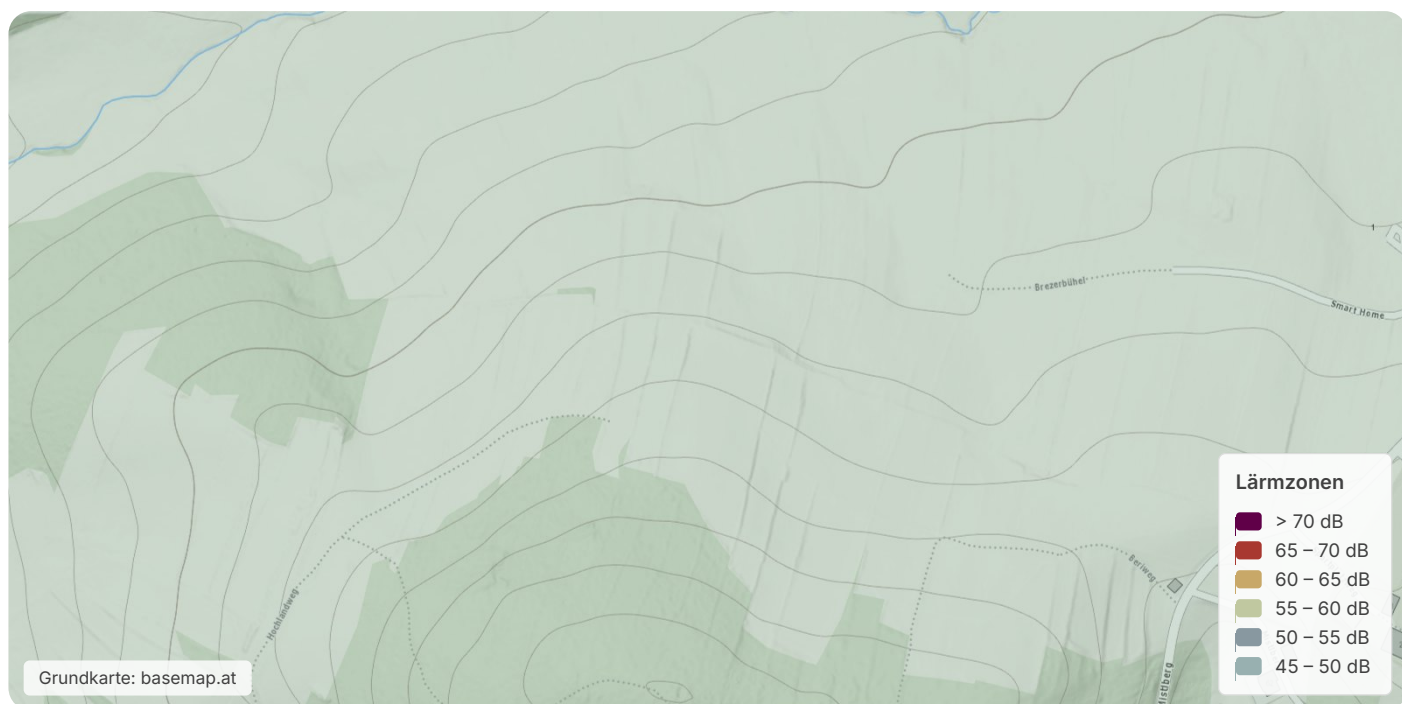 Brezerbühel
Smart Home
Beriweg
Hochlandweg
Lärmzonen
> 70 dB
65 – 70 dB
60 – 65 dB
55 – 60 dB
50 – 55 dB
45 – 50 dB
Grundkarte: basemap.at